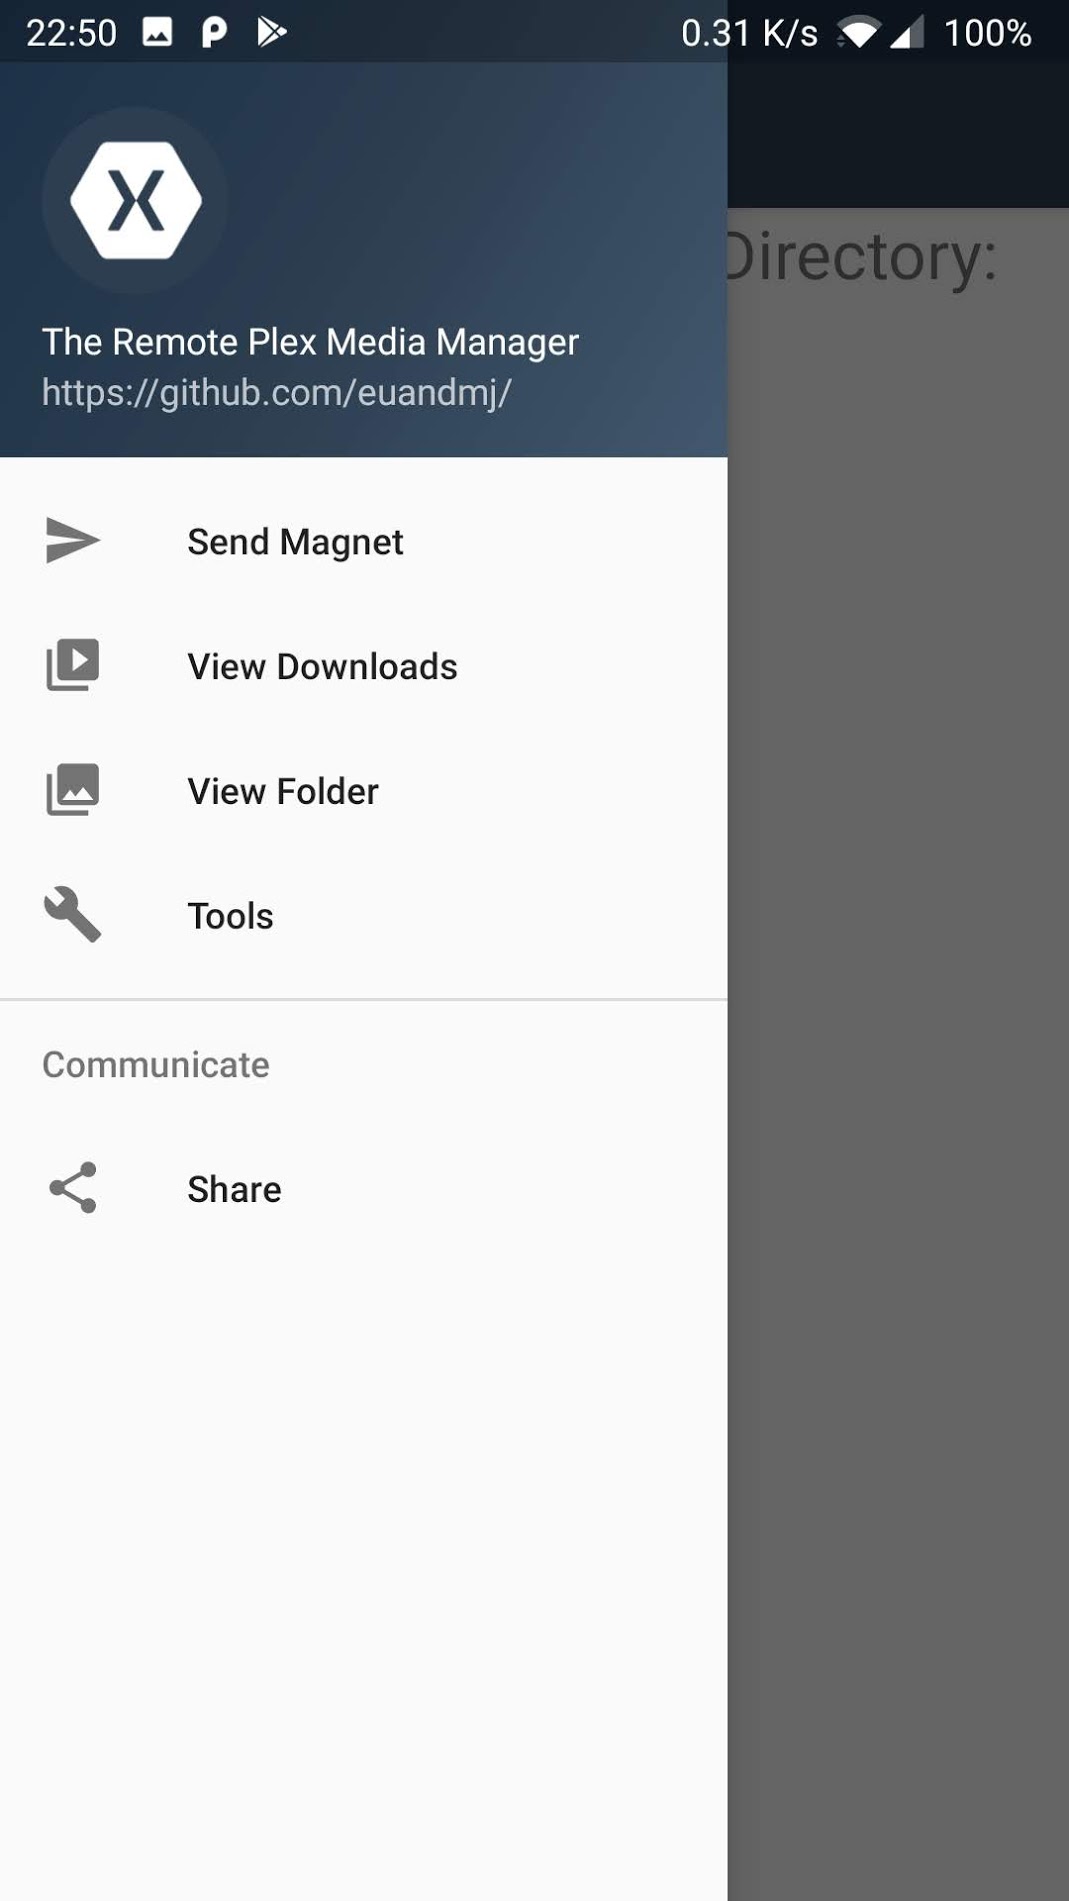 22:50 0.31 K/s 100%
Directory:
The Remote Plex Media Manager
https://github.com/euandmj/
Send Magnet
View Downloads
View Folder
Tools
Communicate
Share